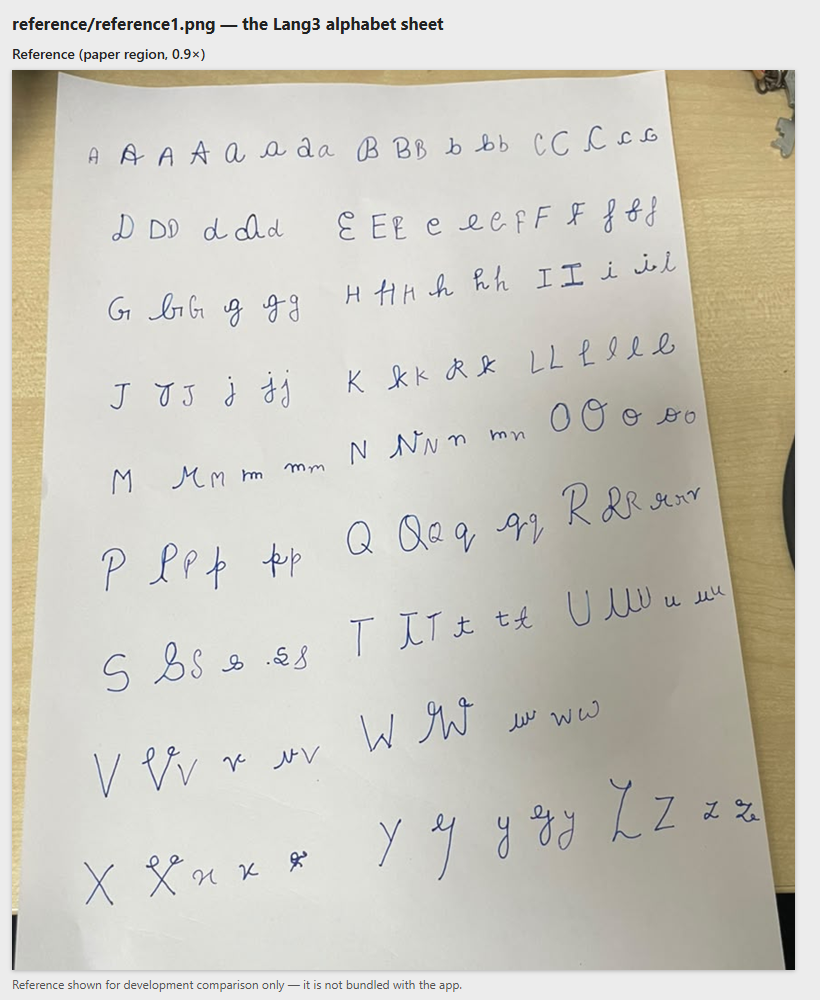 reference/reference1.png — the Lang3 alphabet sheet
Reference (paper region, 0.9×)
A A A A a a a a B B B b b b C C C c c
D D D d d d E E E e e e F F F f f f
G G G g g g H H H h h h I I i i i
J J J j j j K k K k k L L l l l l
M M m m m m N N N n m n O O o o o
P P P p p p Q Q Q q q q R R R r r r
S S S s s s T T T t t t U U U u u u
V V V v v v W W w w w
X X x x x Y y y y y Z Z z z
Reference shown for development comparison only — it is not bundled with the app.